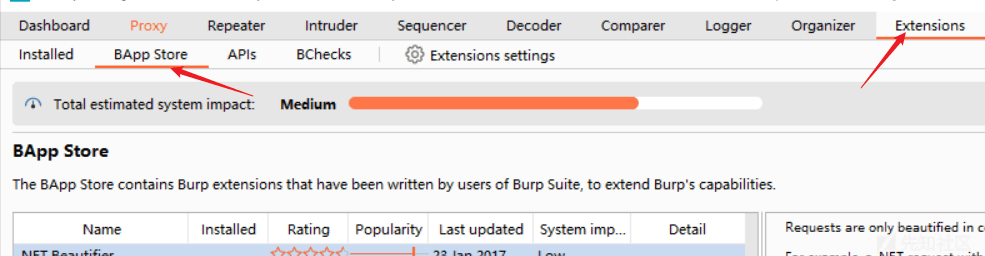 Dashboard Proxy Repeater Intruder Sequencer Decoder Comparer Logger Organizer Extensions
Installed BApp Store APIs BChecks Extensions settings
Total estimated system impact: Medium
BApp Store
The BApp Store contains Burp extensions that have been written by users of Burp Suite, to extend Burp's capabilities.
Name Installed Rating Popularity Last updated System imp... Detail
Requests are only beautified in c
.NET Beautifier 23 Jan 2017 Low
For example, a .NET request with
先知社区